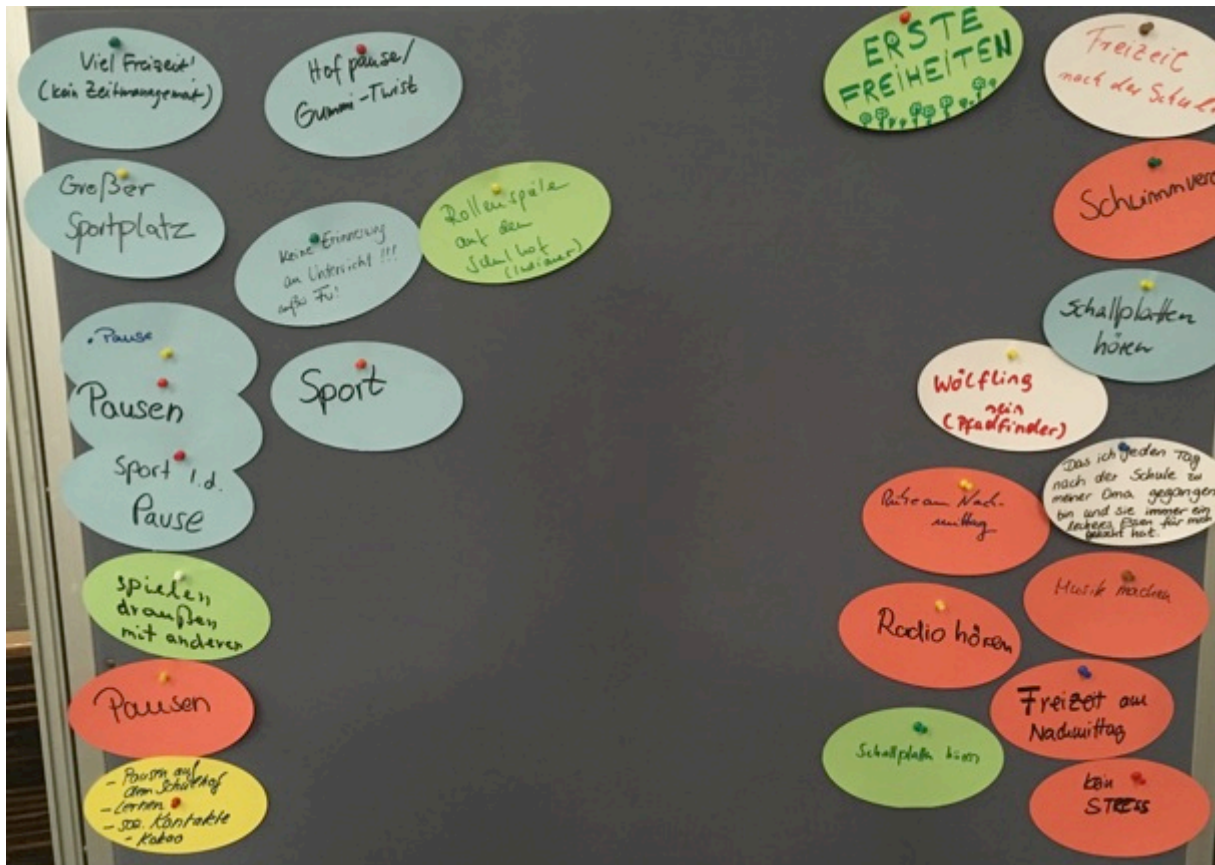 Viel Freizeit!
(kein Zeitmanagemat)
Hofpause/
Gummi-Twist
Großer
Sportplatz
Keine Erinnerung
an Unterricht !!!
außer Fu!
Rollenspiele
auf dem
Schulhof
(Indianer)
• Pause
Pausen
Sport i.d.
Pause
Sport
spielen
draußen
mit anderen
Pausen
- Pausen auf
dem Schulhof
- Lernen
- soz. Kontakte
- Kakao
ERSTE
FREIHEITEN
Freizeit
nach der Schul
Schwimmver
Schallplatten
hören
Wölfling
sein
(Pfadfinder)
Das ich jeden Tag
nach der Schule zu
meiner Oma gegangen
bin und sie immer ein
leckeres Essen für mich
gekocht hat.
am Nach-
mittag
Musik machen
Radio hören
Freizeit am
Nachmittag
Schallplatten hören
kein
STRESS